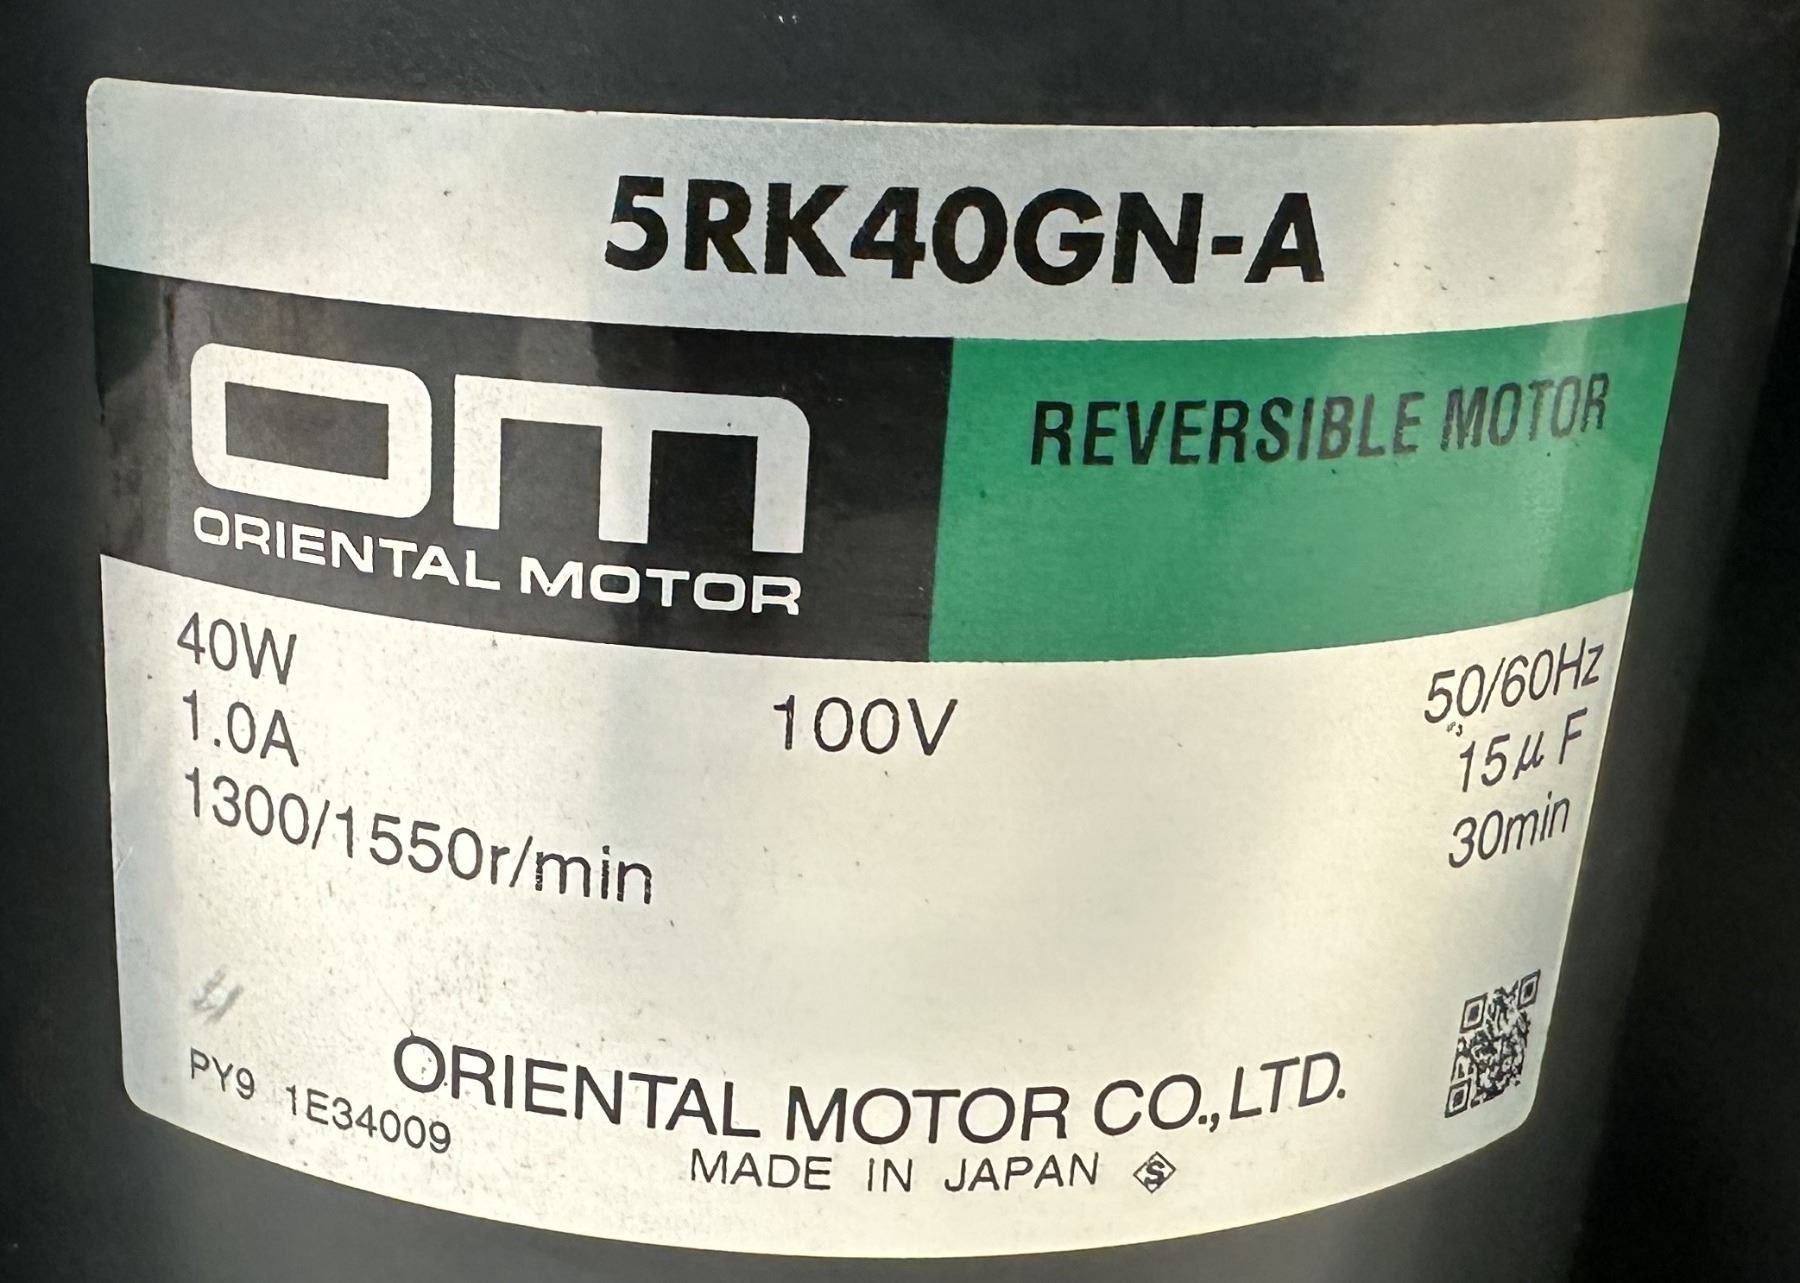 5RK40GN-A
om
ORIENTAL MOTOR
REVERSIBLE MOTOR
40W
100V
50/60Hz
1.0A
15μF
1300/1550r/min
30min
PY9 1E34009
ORIENTAL MOTOR CO.,LTD.
MADE IN JAPAN S